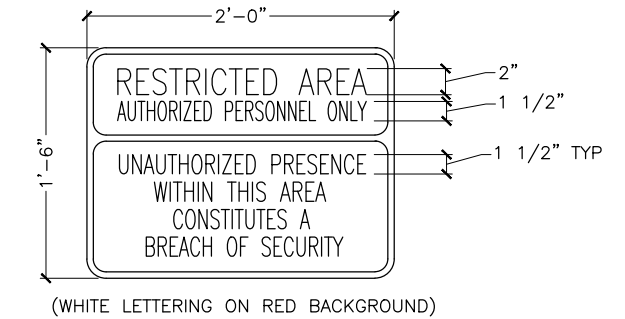 2'-0"
RESTRICTED AREA
2"
AUTHORIZED PERSONNEL ONLY
1 1/2"
1'-6"
UNAUTHORIZED PRESENCE
1 1/2" TYP
WITHIN THIS AREA
CONSTITUTES A
BREACH OF SECURITY
(WHITE LETTERING ON RED BACKGROUND)